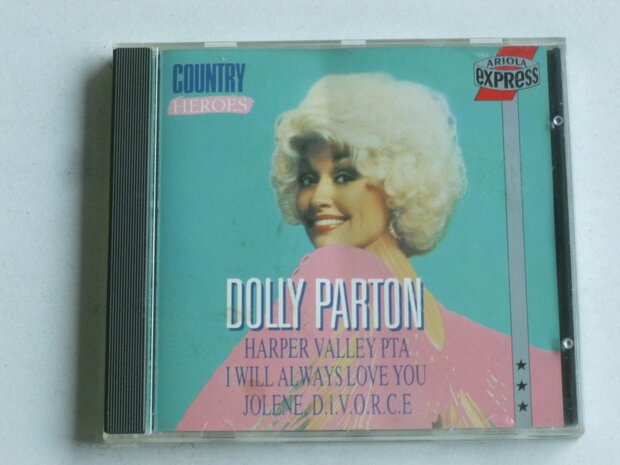 COUNTRY
HEROES
ARIOLA
EXPRESS
DOLLY PARTON
HARPER VALLEY PTA
I WILL ALWAYS LOVE YOU
JOLENE, D.I.V.O.R.C.E